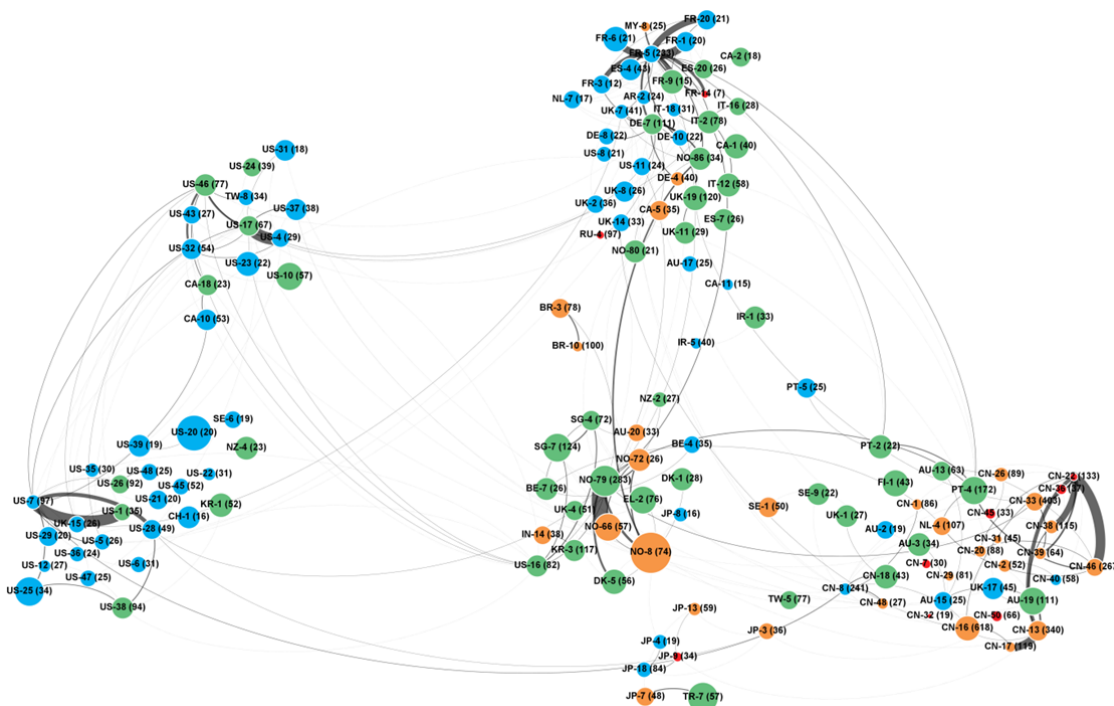 FR-20 (21)
MY-8 (25)
FR-6 (21)
FR-1 (20)
FR-5 (233)
CA-2 (18)
ES-4 (43)
ES-20 (26)
FR-3 (12)
FR-9 (15)
FR-14 (7)
NL-7 (17)
AR-2 (24)
IT-16 (28)
UK-7 (41)
IT-18 (31)
IT-2 (78)
DE-7 (111)
DE-8 (22)
DE-10 (22)
CA-1 (40)
US-31 (18)
US-8 (21)
NO-86 (34)
US-24 (39)
US-11 (24)
DE-4 (40)
US-46 (77)
IT-12 (58)
TW-8 (34)
UK-8 (26)
UK-19 (120)
UK-2 (36)
US-43 (27)
US-37 (38)
CA-5 (35)
ES-7 (26)
US-17 (67)
UK-14 (33)
RU-4 (97)
UK-11 (29)
US-4 (29)
US-32 (54)
NO-80 (21)
US-23 (22)
AU-17 (25)
US-10 (57)
CA-18 (23)
CA-11 (15)
BR-3 (78)
CA-10 (53)
IR-1 (33)
BR-10 (100)
IR-5 (40)
PT-5 (25)
NZ-2 (27)
SE-6 (19)
SG-4 (72)
US-20 (20)
AU-20 (33)
US-39 (19)
BE-4 (35)
SG-7 (124)
NZ-4 (23)
PT-2 (22)
NO-72 (26)
US-35 (30)
US-48 (25)
US-22 (31)
AU-13 (63)
CN-26 (89)
CN-22 (133)
US-26 (92)
US-45 (52)
NO-79 (283)
DK-1 (28)
FI-1 (43)
PT-4 (172)
CN-36 (37)
BE-7 (26)
SE-9 (22)
US-7 (97)
US-21 (20)
KR-1 (52)
EL-2 (76)
SE-1 (50)
CN-1 (86)
CN-33 (403)
US-1 (35)
UK-4 (51)
JP-8 (16)
UK-1 (27)
CN-45 (33)
UK-15 (26)
CH-1 (16)
NO-66 (57)
AU-2 (19)
NL-4 (107)
CN-38 (115)
US-28 (49)
IN-14 (38)
US-29 (20)
US-5 (26)
AU-3 (34)
CN-31 (45)
KR-3 (117)
NO-8 (74)
CN-20 (88)
CN-39 (64)
US-36 (24)
US-12 (27)
US-6 (31)
US-16 (82)
CN-7 (30)
CN-2 (52)
CN-46 (267
US-47 (25)
DK-5 (56)
CN-18 (43)
CN-29 (81)
CN-40 (58)
US-25 (34)
CN-8 (241)
UK-17 (45)
TW-5 (77)
CN-48 (27)
AU-15 (25)
AU-19 (111)
US-38 (94)
JP-13 (59)
CN-32 (19)
CN-50 (66)
JP-3 (36)
CN-16 (618)
CN-13 (340)
JP-4 (19)
CN-17 (119)
JP-9 (34)
JP-18 (84)
JP-7 (48)
TR-7 (57)